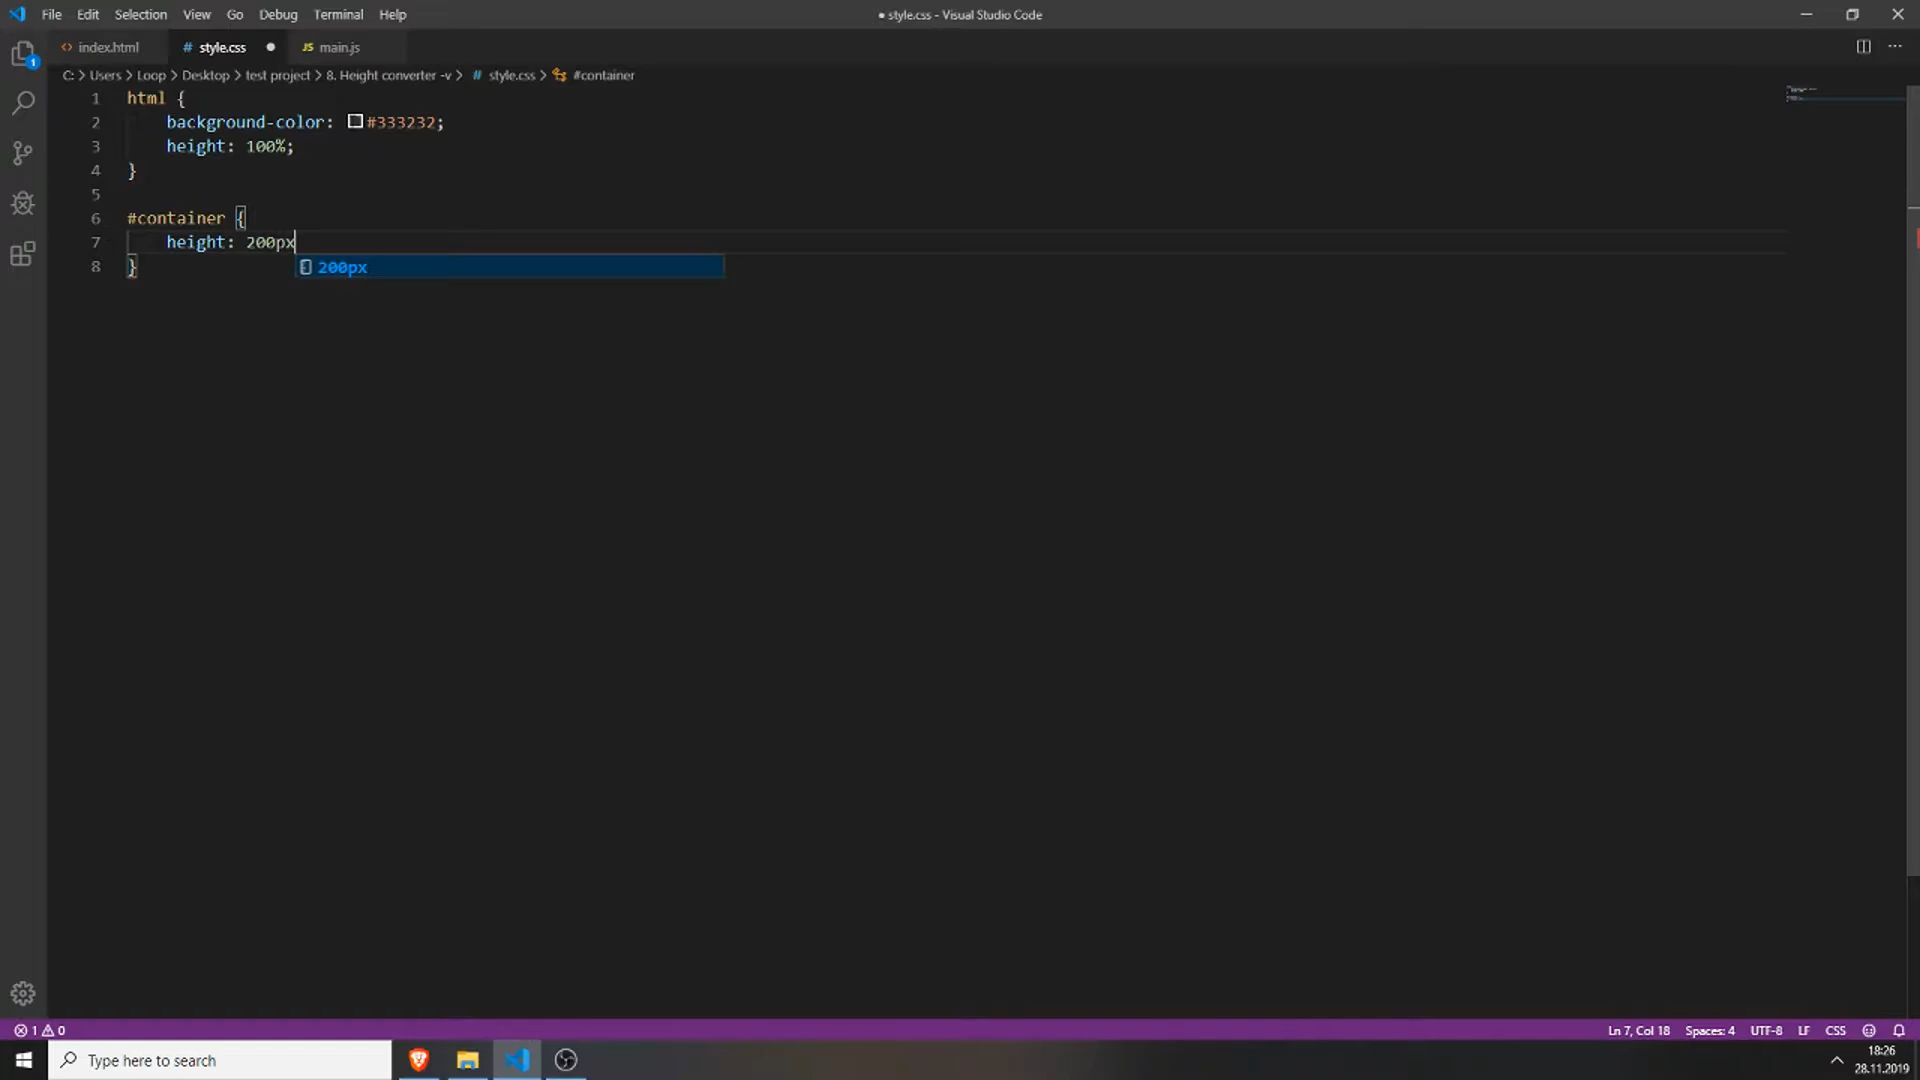 File Edit Selection View Go Debug Terminal Help
● style.css - Visual Studio Code
index.html
# style.css ●
JS main.js
C: > Users > Loop > Desktop > test project > 8. Height converter -v > # style.css > #container
1 html {
2 background-color: #333232;
3 height: 100%;
4 }
5
6 #container {
7 height: 200px
8 }
200px
1
1 0
Ln 7, Col 18 Spaces: 4 UTF-8 LF CSS
Type here to search
18:26
28.11.2019